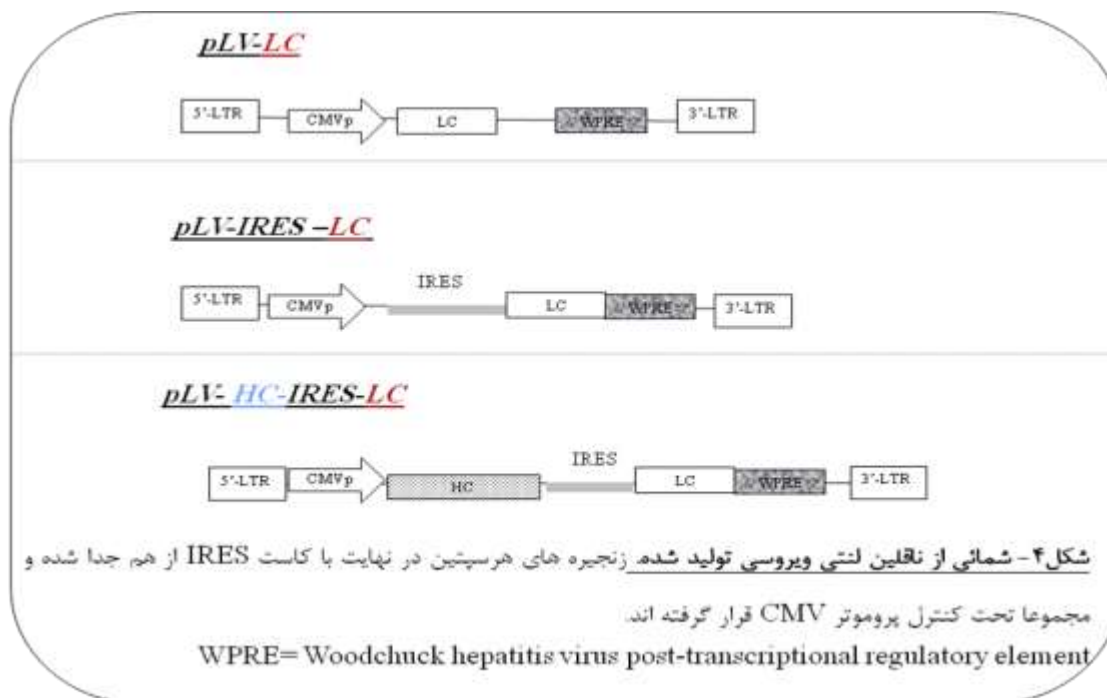 pLV-LC
5'-LTR CMVp LC WPRE 3'-LTR
pLV-IRES –LC
IRES
5'-LTR CMVp LC WPRE 3'-LTR
pLV- HC-IRES-LC
IRES
5'-LTR CMVp HC LC WPRE 3'-LTR
شکل۴- شمائی از ناقلین لنتی ویروسی تولید شده. زنجیره های هرسپتین در نهایت با کاست IRES از هم جدا شده و
مجموعا تحت کنترل پروموتر CMV قرار گرفته اند.
WPRE= Woodchuck hepatitis virus post-transcriptional regulatory element